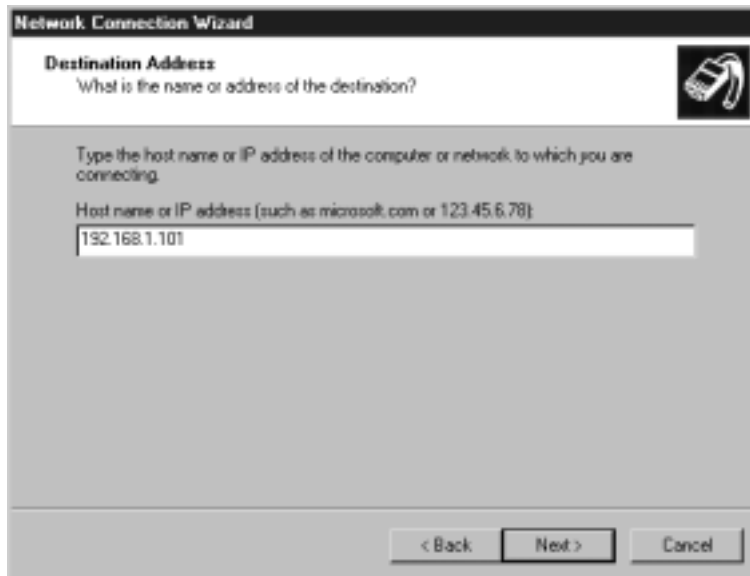 Network Connection Wizard
Destination Address
What is the name or address of the destination?
Type the host name or IP address of the computer or network to which you are
connecting.
Host name or IP address (such as microsoft.com or 123.45.6.78):
192.168.1.101
< Back
Next >
Cancel